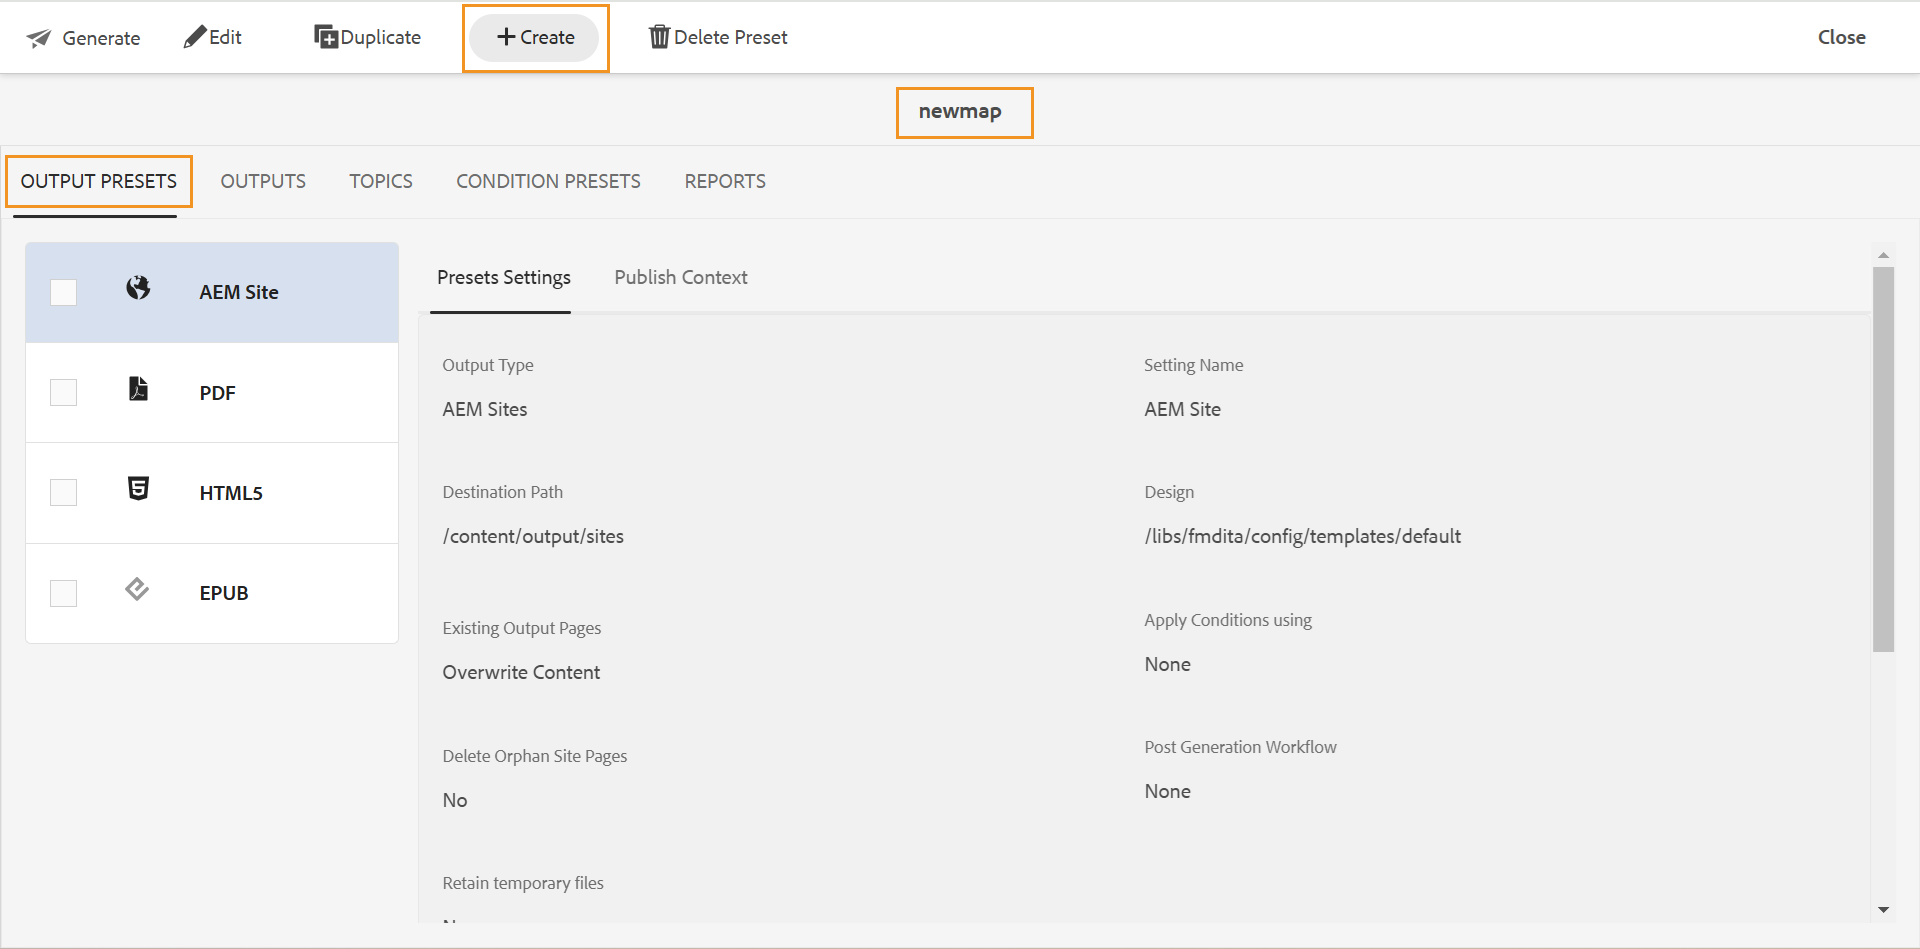 Generate Edit Duplicate + Create Delete Preset Close
newmap
OUTPUT PRESETS OUTPUTS TOPICS CONDITION PRESETS REPORTS
AEM Site
PDF
HTML5
EPUB
Presets Settings Publish Context
Output Type
AEM Sites
Setting Name
AEM Site
Destination Path
/content/output/sites
Design
/libs/fmdita/config/templates/default
Existing Output Pages
Overwrite Content
Apply Conditions using
None
Delete Orphan Site Pages
No
Post Generation Workflow
None
Retain temporary files